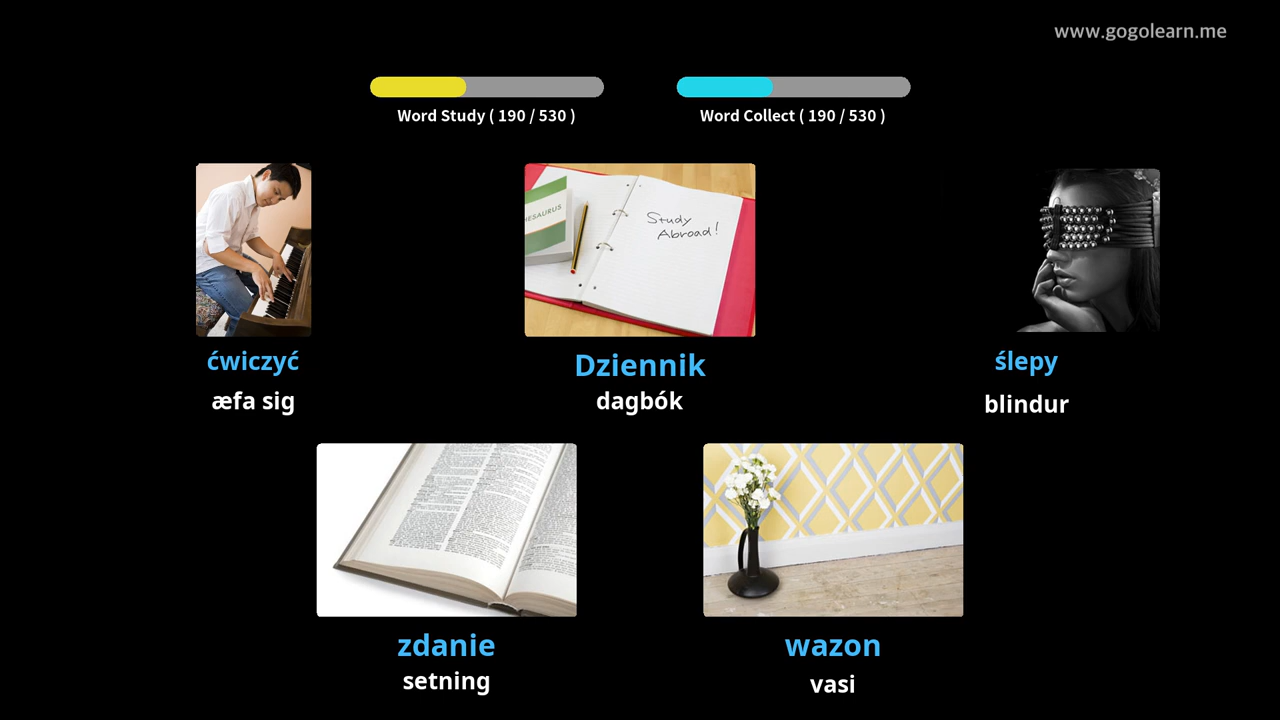 www.gogolearn.me
Word Study ( 190 / 530 )
Word Collect ( 190 / 530 )
THESAURUS
Study
Abroad!
ćwiczyć
æfa sig
Dziennik
dagbók
ślepy
blindur
zdanie
setning
wazon
vasi